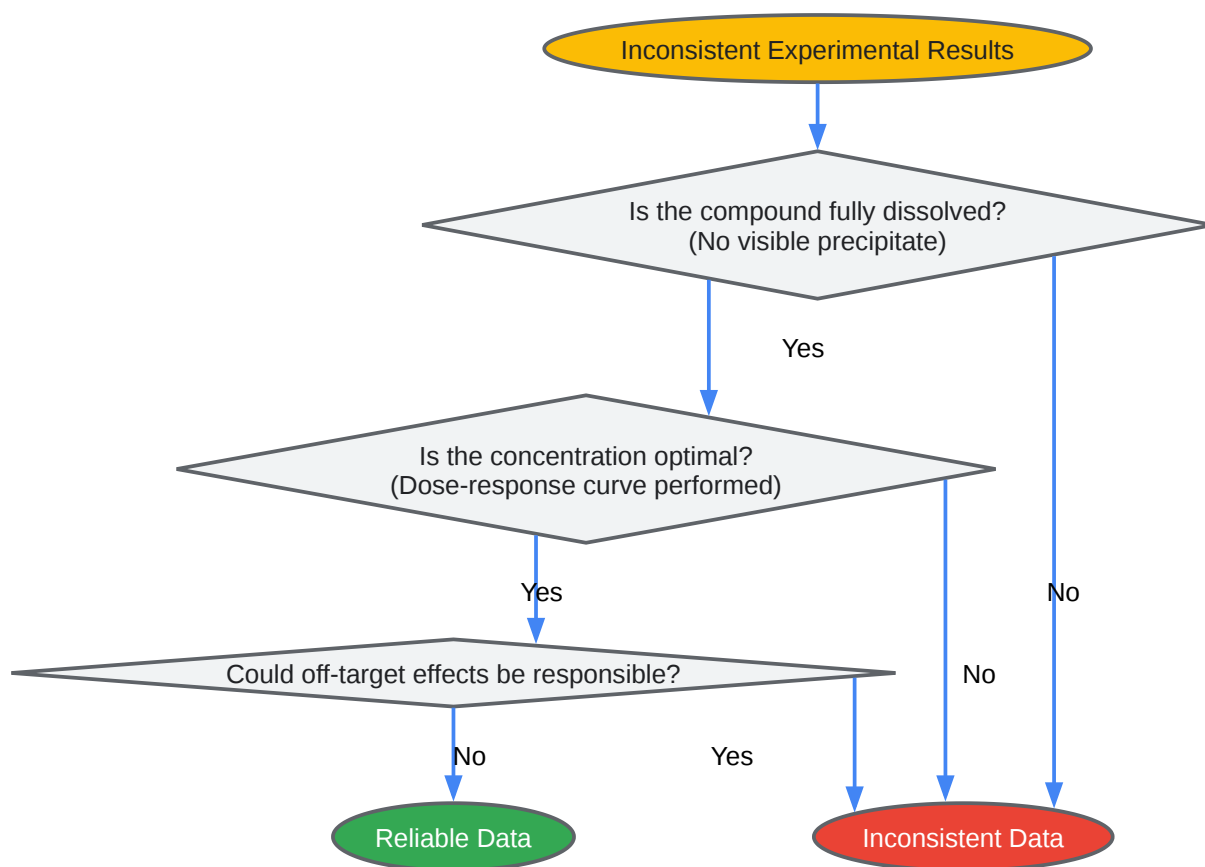 Inconsistent Experimental Results
Is the compound fully dissolved?
(No visible precipitate)
Yes
Is the concentration optimal?
(Dose-response curve performed)
Yes
No
Could off-target effects be responsible?
No
No
Yes
Reliable Data
Inconsistent Data